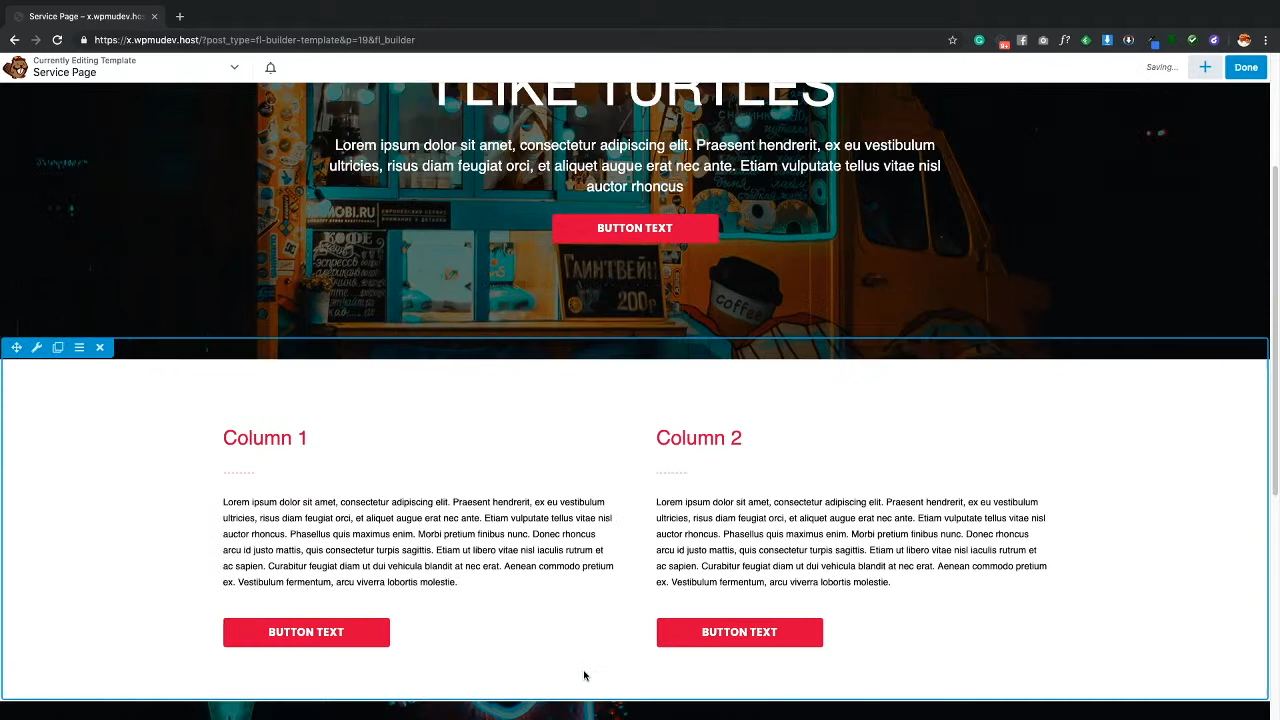 Service Page – x.wpmudev.hos
https://x.wpmudev.host/?post_type=fl-builder-template&p=19&fl_builder
Currently Editing Template
Service Page
Saving...
Done
I LIKE TURTLES
Lorem ipsum dolor sit amet, consectetur adipiscing elit. Praesent hendrerit, ex eu vestibulum
ultricies, risus diam feugiat orci, et aliquet augue erat nec ante. Etiam vulputate tellus vitae nisl
auctor rhoncus
MOBI.RU
BUTTON TEXT
КОФЕ
эспрессо
американо
ГЛИНТВЕЙН
200р
coffee
Column 1
Column 2
Lorem ipsum dolor sit amet, consectetur adipiscing elit. Praesent hendrerit, ex eu vestibulum
ultricies, risus diam feugiat orci, et aliquet augue erat nec ante. Etiam vulputate tellus vitae nisl
auctor rhoncus. Phasellus quis maximus enim. Morbi pretium finibus nunc. Donec rhoncus
arcu id justo mattis, quis consectetur turpis sagittis. Etiam ut libero vitae nisl iaculis rutrum et
ac sapien. Curabitur feugiat diam ut dui vehicula blandit at nec erat. Aenean commodo pretium
ex. Vestibulum fermentum, arcu viverra lobortis molestie.
Lorem ipsum dolor sit amet, consectetur adipiscing elit. Praesent hendrerit, ex eu vestibulum
ultricies, risus diam feugiat orci, et aliquet augue erat nec ante. Etiam vulputate tellus vitae nisl
auctor rhoncus. Phasellus quis maximus enim. Morbi pretium finibus nunc. Donec rhoncus
arcu id justo mattis, quis consectetur turpis sagittis. Etiam ut libero vitae nisl iaculis rutrum et
ac sapien. Curabitur feugiat diam ut dui vehicula blandit at nec erat. Aenean commodo pretium
ex. Vestibulum fermentum, arcu viverra lobortis molestie.
BUTTON TEXT
BUTTON TEXT